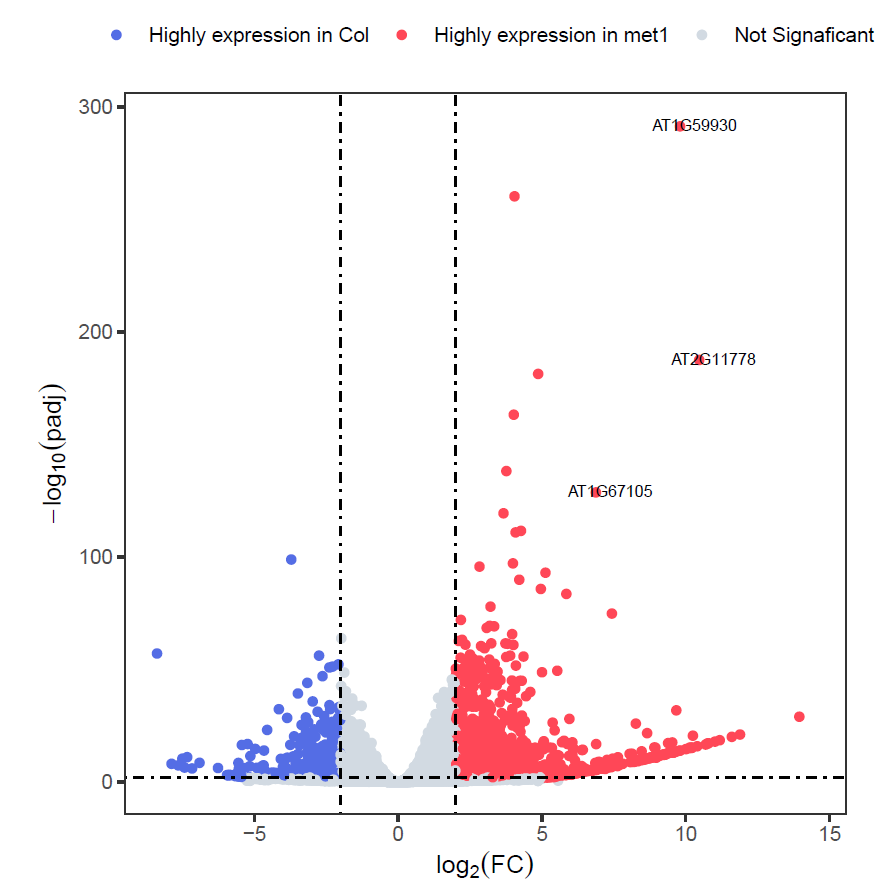 Highly expression in Col Highly expression in met1 Not Signaficant
300
AT1G59930
200
AT2G11778
AT1G67105
100
0
−log10(padj)
−5 0 5 10 15
log2(FC)